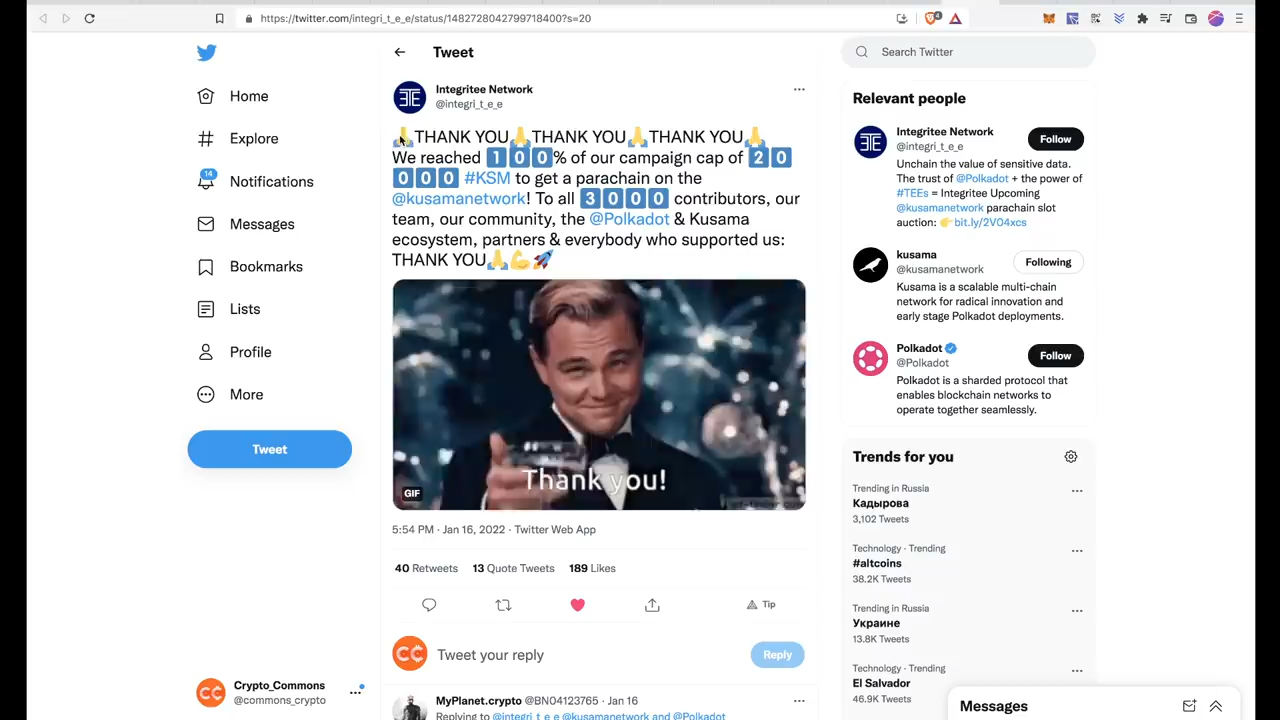 https://twitter.com/integri_t_e_e/status/1482728042799718400?s=20
Home
Explore
14
Notifications
Messages
Bookmarks
Lists
Profile
More
Tweet
Crypto_Commons
@commons_crypto
Tweet
Integritee Network
@integri_t_e_e
🙏THANK YOU🙏THANK YOU🙏THANK YOU🙏
We reached 1️⃣0️⃣0️⃣% of our campaign cap of 2️⃣0️⃣
0️⃣0️⃣0️⃣ #KSM to get a parachain on the
@kusamanetwork! To all 3️⃣0️⃣0️⃣0️⃣ contributors, our
team, our community, the @Polkadot & Kusama
ecosystem, partners & everybody who supported us:
THANK YOU🙏💪🚀
Thank you!
GIF
5:54 PM · Jan 16, 2022 · Twitter Web App
40 Retweets 13 Quote Tweets 189 Likes
Tip
Tweet your reply
Reply
MyPlanet.crypto @BN04123765 · Jan 16
Replying to @integri_t_e_e @kusamanetwork and @Polkadot
Search Twitter
Relevant people
Integritee Network
@integri_t_e_e
Follow
Unchain the value of sensitive data.
The trust of @Polkadot + the power of
#TEEs = Integritee Upcoming
@kusamanetwork parachain slot
auction: 👉 bit.ly/2VO4xcs
kusama
@kusamanetwork
Following
Kusama is a scalable multi-chain
network for radical innovation and
early stage Polkadot deployments.
Polkadot
@Polkadot
Follow
Polkadot is a sharded protocol that
enables blockchain networks to
operate together seamlessly.
Trends for you
Trending in Russia
Кадырова
3,102 Tweets
Technology · Trending
#altcoins
38.2K Tweets
Trending in Russia
Украине
13.8K Tweets
Technology · Trending
El Salvador
46.9K Tweets
Messages